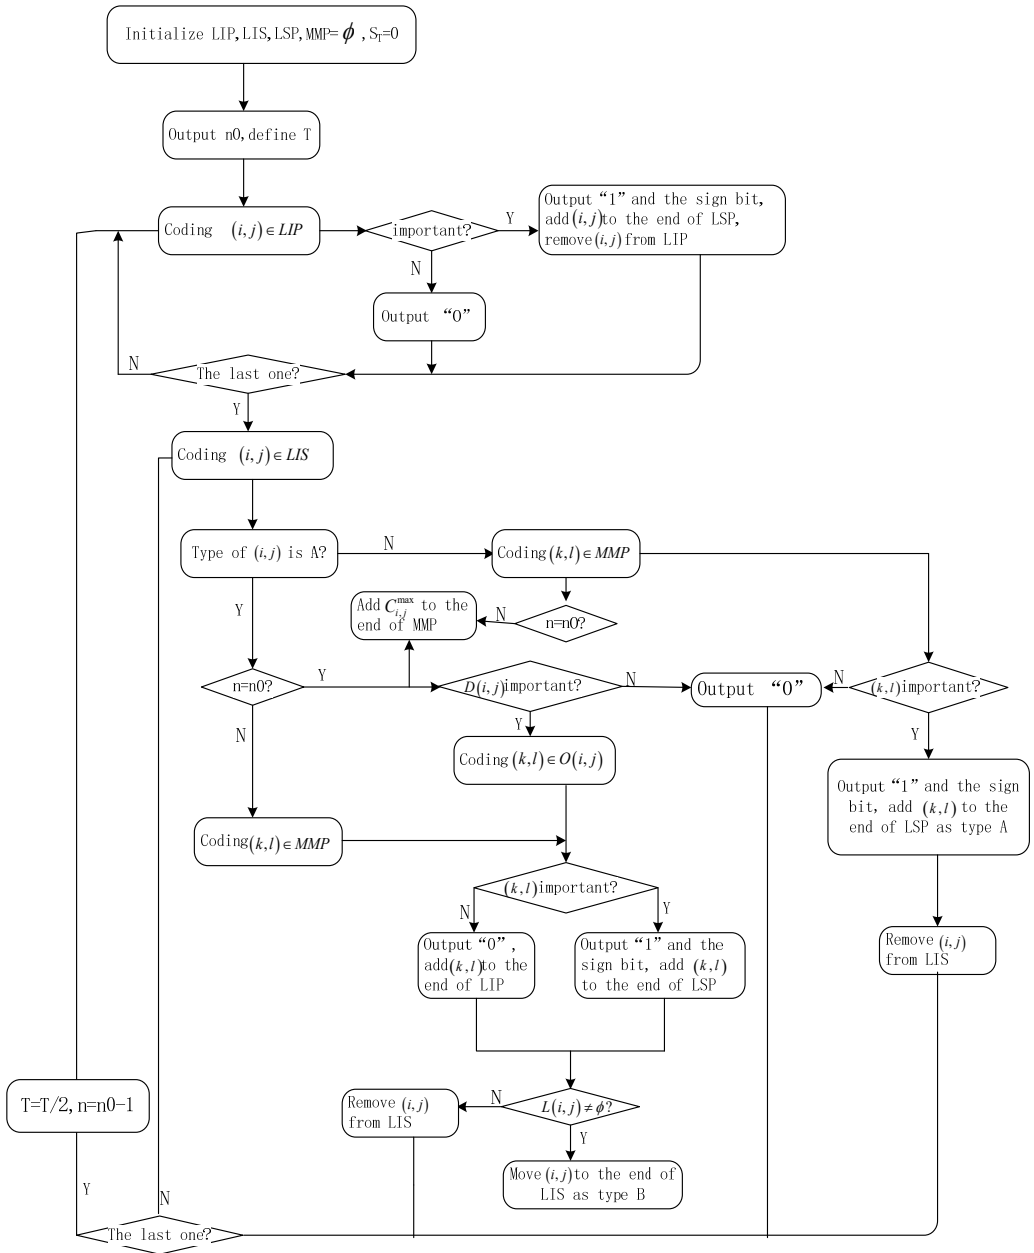 Initialize LIP,LIS,LSP,MMP=ϕ ,S_T=0
Output n0,define T
Coding (i,j)∈LIP
important?
Y
Output “1” and the sign bit,
add(i,j)to the end of LSP,
remove(i,j)from LIP
N
Output “0”
The last one?
N
Y
Coding (i,j)∈LIS
Type of (i,j) is A?
N
Coding(k,l)∈MMP
Y
Add C_{i,j}^{max} to the
end of MMP
N
n=n0?
n=n0?
Y
D(i,j)important?
N
Output “0”
N
(k,l)important?
N
Y
Y
Coding(k,l)∈O(i,j)
Output “1” and the sign
bit, add (k,l) to the
end of LSP as type A
Coding(k,l)∈MMP
(k,l)important?
N
Y
Output “0”,
add(k,l)to the
end of LIP
Output “1” and the
sign bit, add (k,l)
to the end of LSP
Remove (i,j)
from LIS
T=T/2,n=n0-1
Remove (i,j)
from LIS
N
L(i,j)≠ϕ?
Y
Move(i,j)to the end of
LIS as type B
Y
N
The last one?